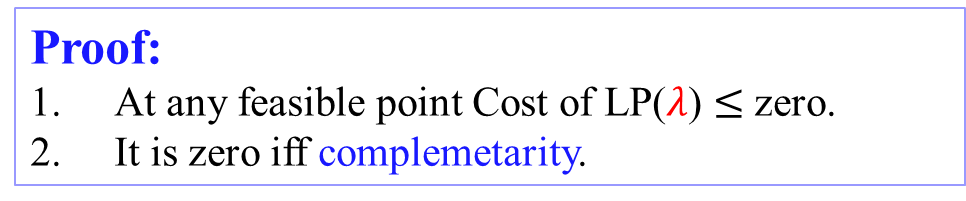 Proof:
1. At any feasible point Cost of LP(λ) ≤ zero.
2. It is zero iff complemetarity.